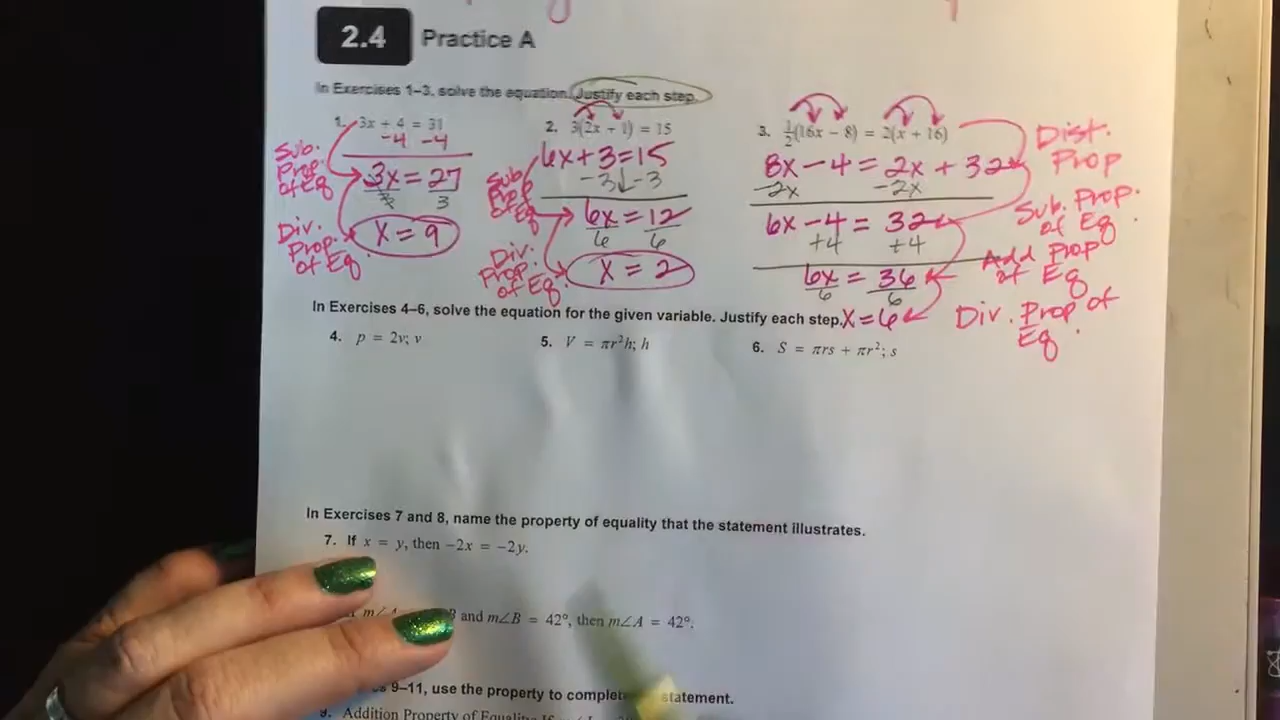 2.4 Practice A
In Exercises 1–3, solve the equation. Justify each step.
1. 3x + 4 = 31
-4 -4
3x = 27
3 3
x = 9
Sub. Prop. of Eq
Div. Prop. of Eq.
2. 3(2x + 1) = 15
6x + 3 = 15
-3 -3
6x = 12
6 6
x = 2
Sub. Prop. of Eq
Div. Prop. of Eq.
3. ½(16x − 8) = 2(x + 16)
8x − 4 = 2x + 32
-2x -2x
6x − 4 = 32
+4 +4
6x = 36
6 6
x = 6
Dist. Prop
Sub. Prop. of Eq.
Add Prop of Eq
Div. Prop of Eq.
In Exercises 4–6, solve the equation for the given variable. Justify each step.
4. p = 2v; v
5. V = πr²h; h
6. S = πrs + πr²; s
In Exercises 7 and 8, name the property of equality that the statement illustrates.
7. If x = y, then −2x = −2y.
and m∠B = 42°, then m∠A = 42°.
9–11, use the property to complete statement.
9. Addition Property of Equality: If